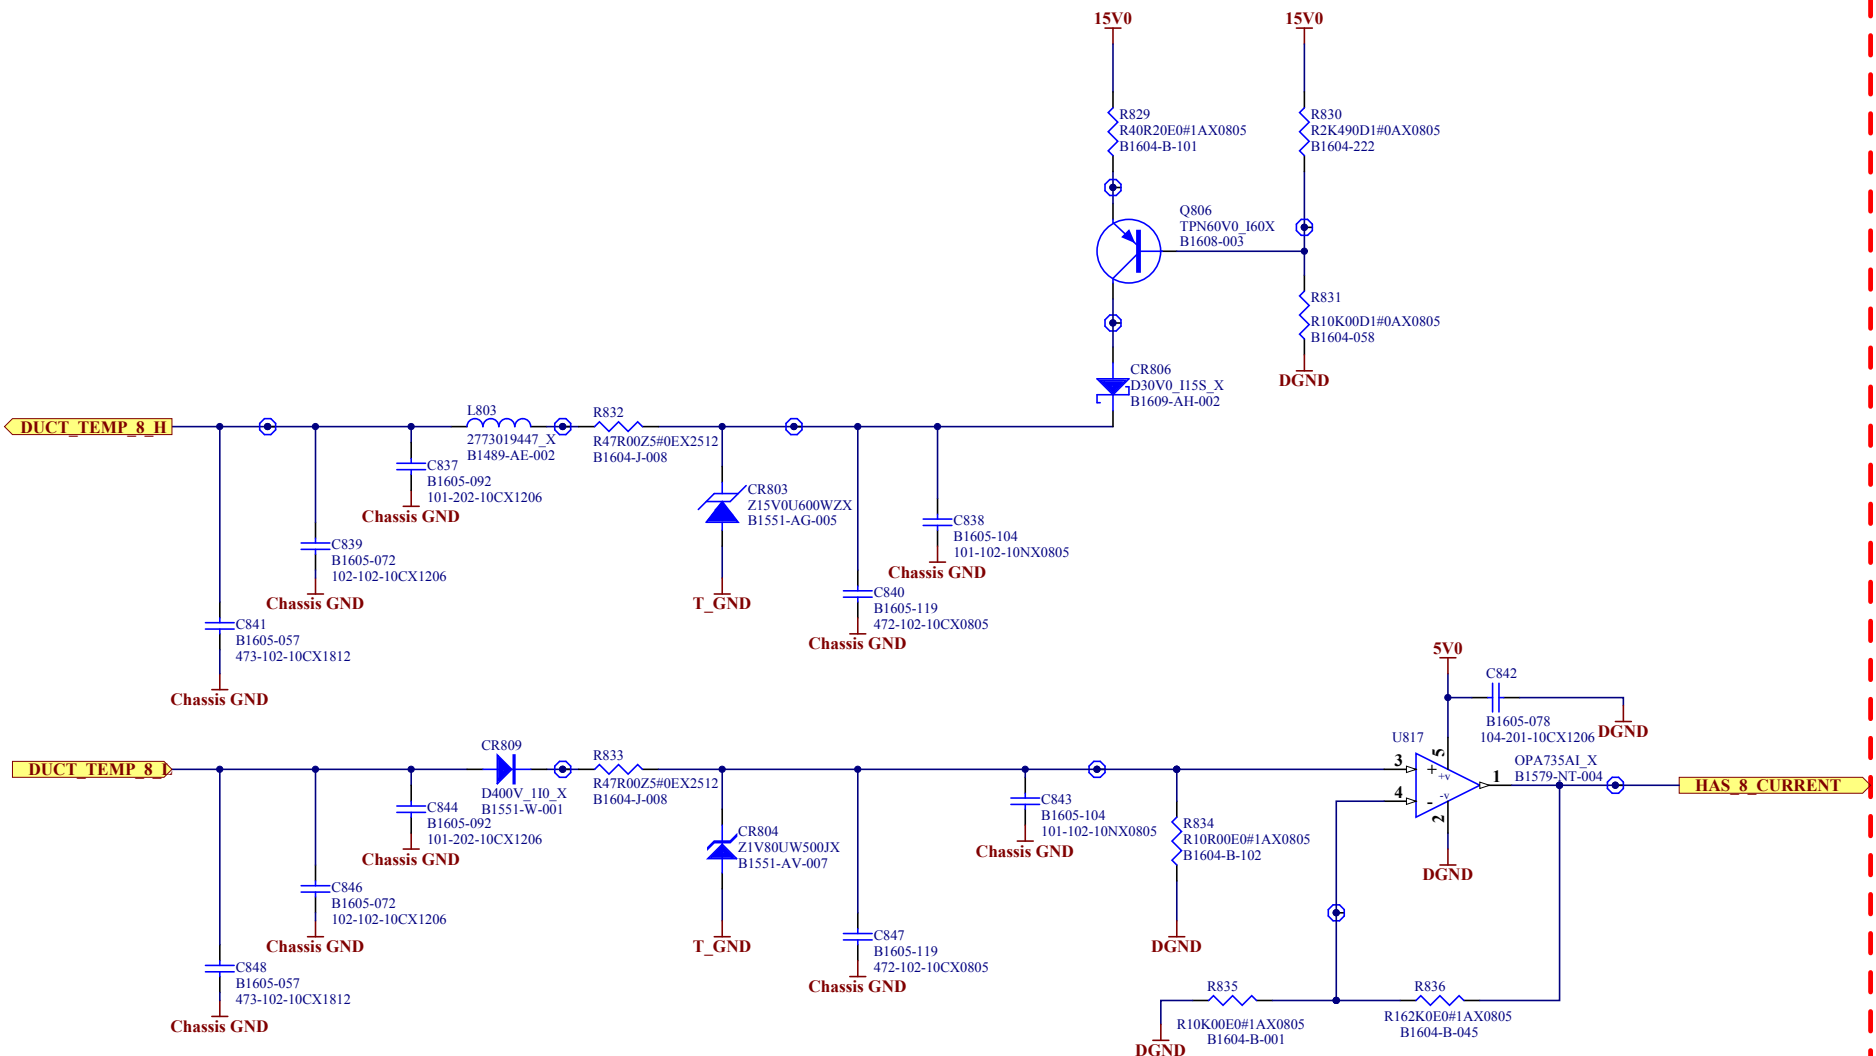 15V0
15V0
R829
R40R20E0#1AX0805
B1604-B-101
R830
R2K490D1#0AX0805
B1604-222
Q806
TPN60V0_I60X
B1608-003
R831
R10K00D1#0AX0805
B1604-058
DGND
CR806
D30V0_I15S_X
B1609-AH-002
DUCT_TEMP_8_H
L803
2773019447_X
B1489-AE-002
R832
R47R00Z5#0EX2512
B1604-J-008
C837
B1605-092
101-202-10CX1206
Chassis GND
CR803
Z15V0U600WZX
B1551-AG-005
T_GND
C838
B1605-104
101-102-10NX0805
Chassis GND
C839
B1605-072
102-102-10CX1206
Chassis GND
C840
B1605-119
472-102-10CX0805
Chassis GND
C841
B1605-057
473-102-10CX1812
Chassis GND
5V0
C842
B1605-078
104-201-10CX1206
DGND
DUCT_TEMP_8_L
CR809
D400V_1I0_X
B1551-W-001
R833
R47R00Z5#0EX2512
B1604-J-008
U817
3
4
5
2
1
+
+v
-v
-
OPA735AI_X
B1579-NT-004
DGND
HAS_8_CURRENT
C844
B1605-092
101-202-10CX1206
Chassis GND
CR804
Z1V80UW500JX
B1551-AV-007
T_GND
C843
B1605-104
101-102-10NX0805
Chassis GND
R834
R10R00E0#1AX0805
B1604-B-102
DGND
C846
B1605-072
102-102-10CX1206
Chassis GND
C847
B1605-119
472-102-10CX0805
Chassis GND
C848
B1605-057
473-102-10CX1812
Chassis GND
R835
R10K00E0#1AX0805
B1604-B-001
DGND
R836
R162K0E0#1AX0805
B1604-B-045